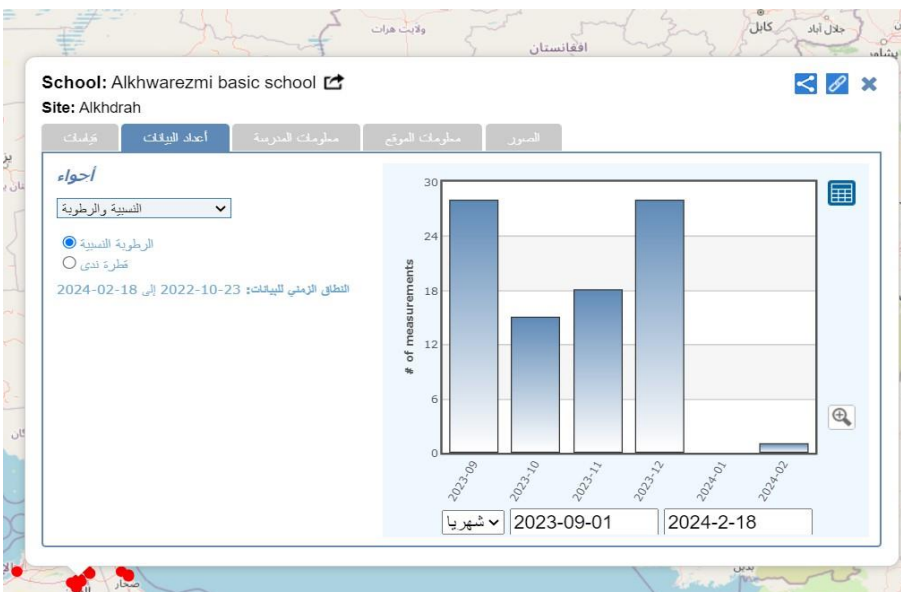 ولايت هرات
افغانستان
كابل
جلال آباد
School: Alkhwarezmi basic school
Site: Alkhdrah
قياسات
أعداد البيانات
معلومات المدرسة
معلومات الموقع
الصور
أجواء
النسبية والرطوبة
الرطوبة النسبية
قطرة ندى
النطاق الزمني للبيانات: 23-10-2022 إلى 18-02-2024
# of measurements
30
24
18
12
6
0
2023-09
2023-10
2023-11
2023-12
2024-01
2024-02
شهريا
2023-09-01
2024-2-18
صحار